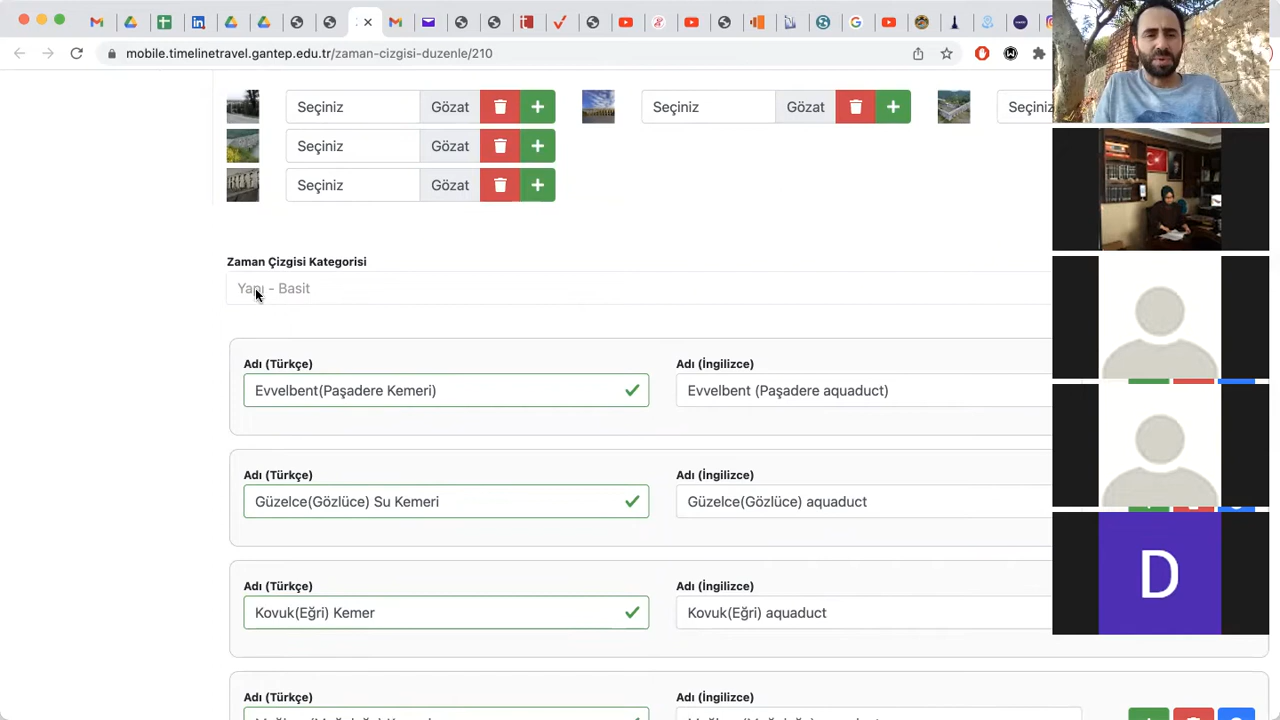 mobile.timelinetravel.gantep.edu.tr/zaman-cizgisi-duzenle/210
Seçiniz Gözat Seçiniz Gözat Seçiniz
Seçiniz Gözat
Seçiniz Gözat
Zaman Çizgisi Kategorisi
Yapı - Basit
Adı (Türkçe) Adı (İngilizce)
Evvelbent(Paşadere Kemeri) Evvelbent (Paşadere aquaduct)
Adı (Türkçe) Adı (İngilizce)
Güzelce(Gözlüce) Su Kemeri Güzelce(Gözlüce) aquaduct
Adı (Türkçe) Adı (İngilizce)
Kovuk(Eğri) Kemer Kovuk(Eğri) aquaduct
Adı (Türkçe) Adı (İngilizce)
D